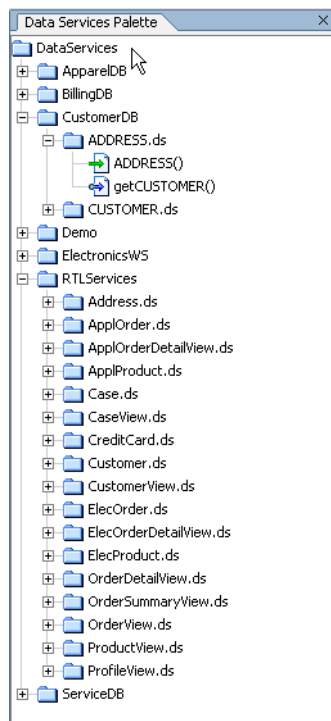 Data Services Palette
DataServices
ApparelDB
BillingDB
CustomerDB
ADDRESS.ds
ADDRESS()
getCUSTOMER()
CUSTOMER.ds
Demo
ElectronicsWS
RTLServices
Address.ds
ApplOrder.ds
ApplOrderDetailView.ds
ApplProduct.ds
Case.ds
CaseView.ds
CreditCard.ds
Customer.ds
CustomerView.ds
ElecOrder.ds
ElecOrderDetailView.ds
ElecProduct.ds
OrderDetailView.ds
OrderSummaryView.ds
OrderView.ds
ProductView.ds
ProfileView.ds
ServiceDB